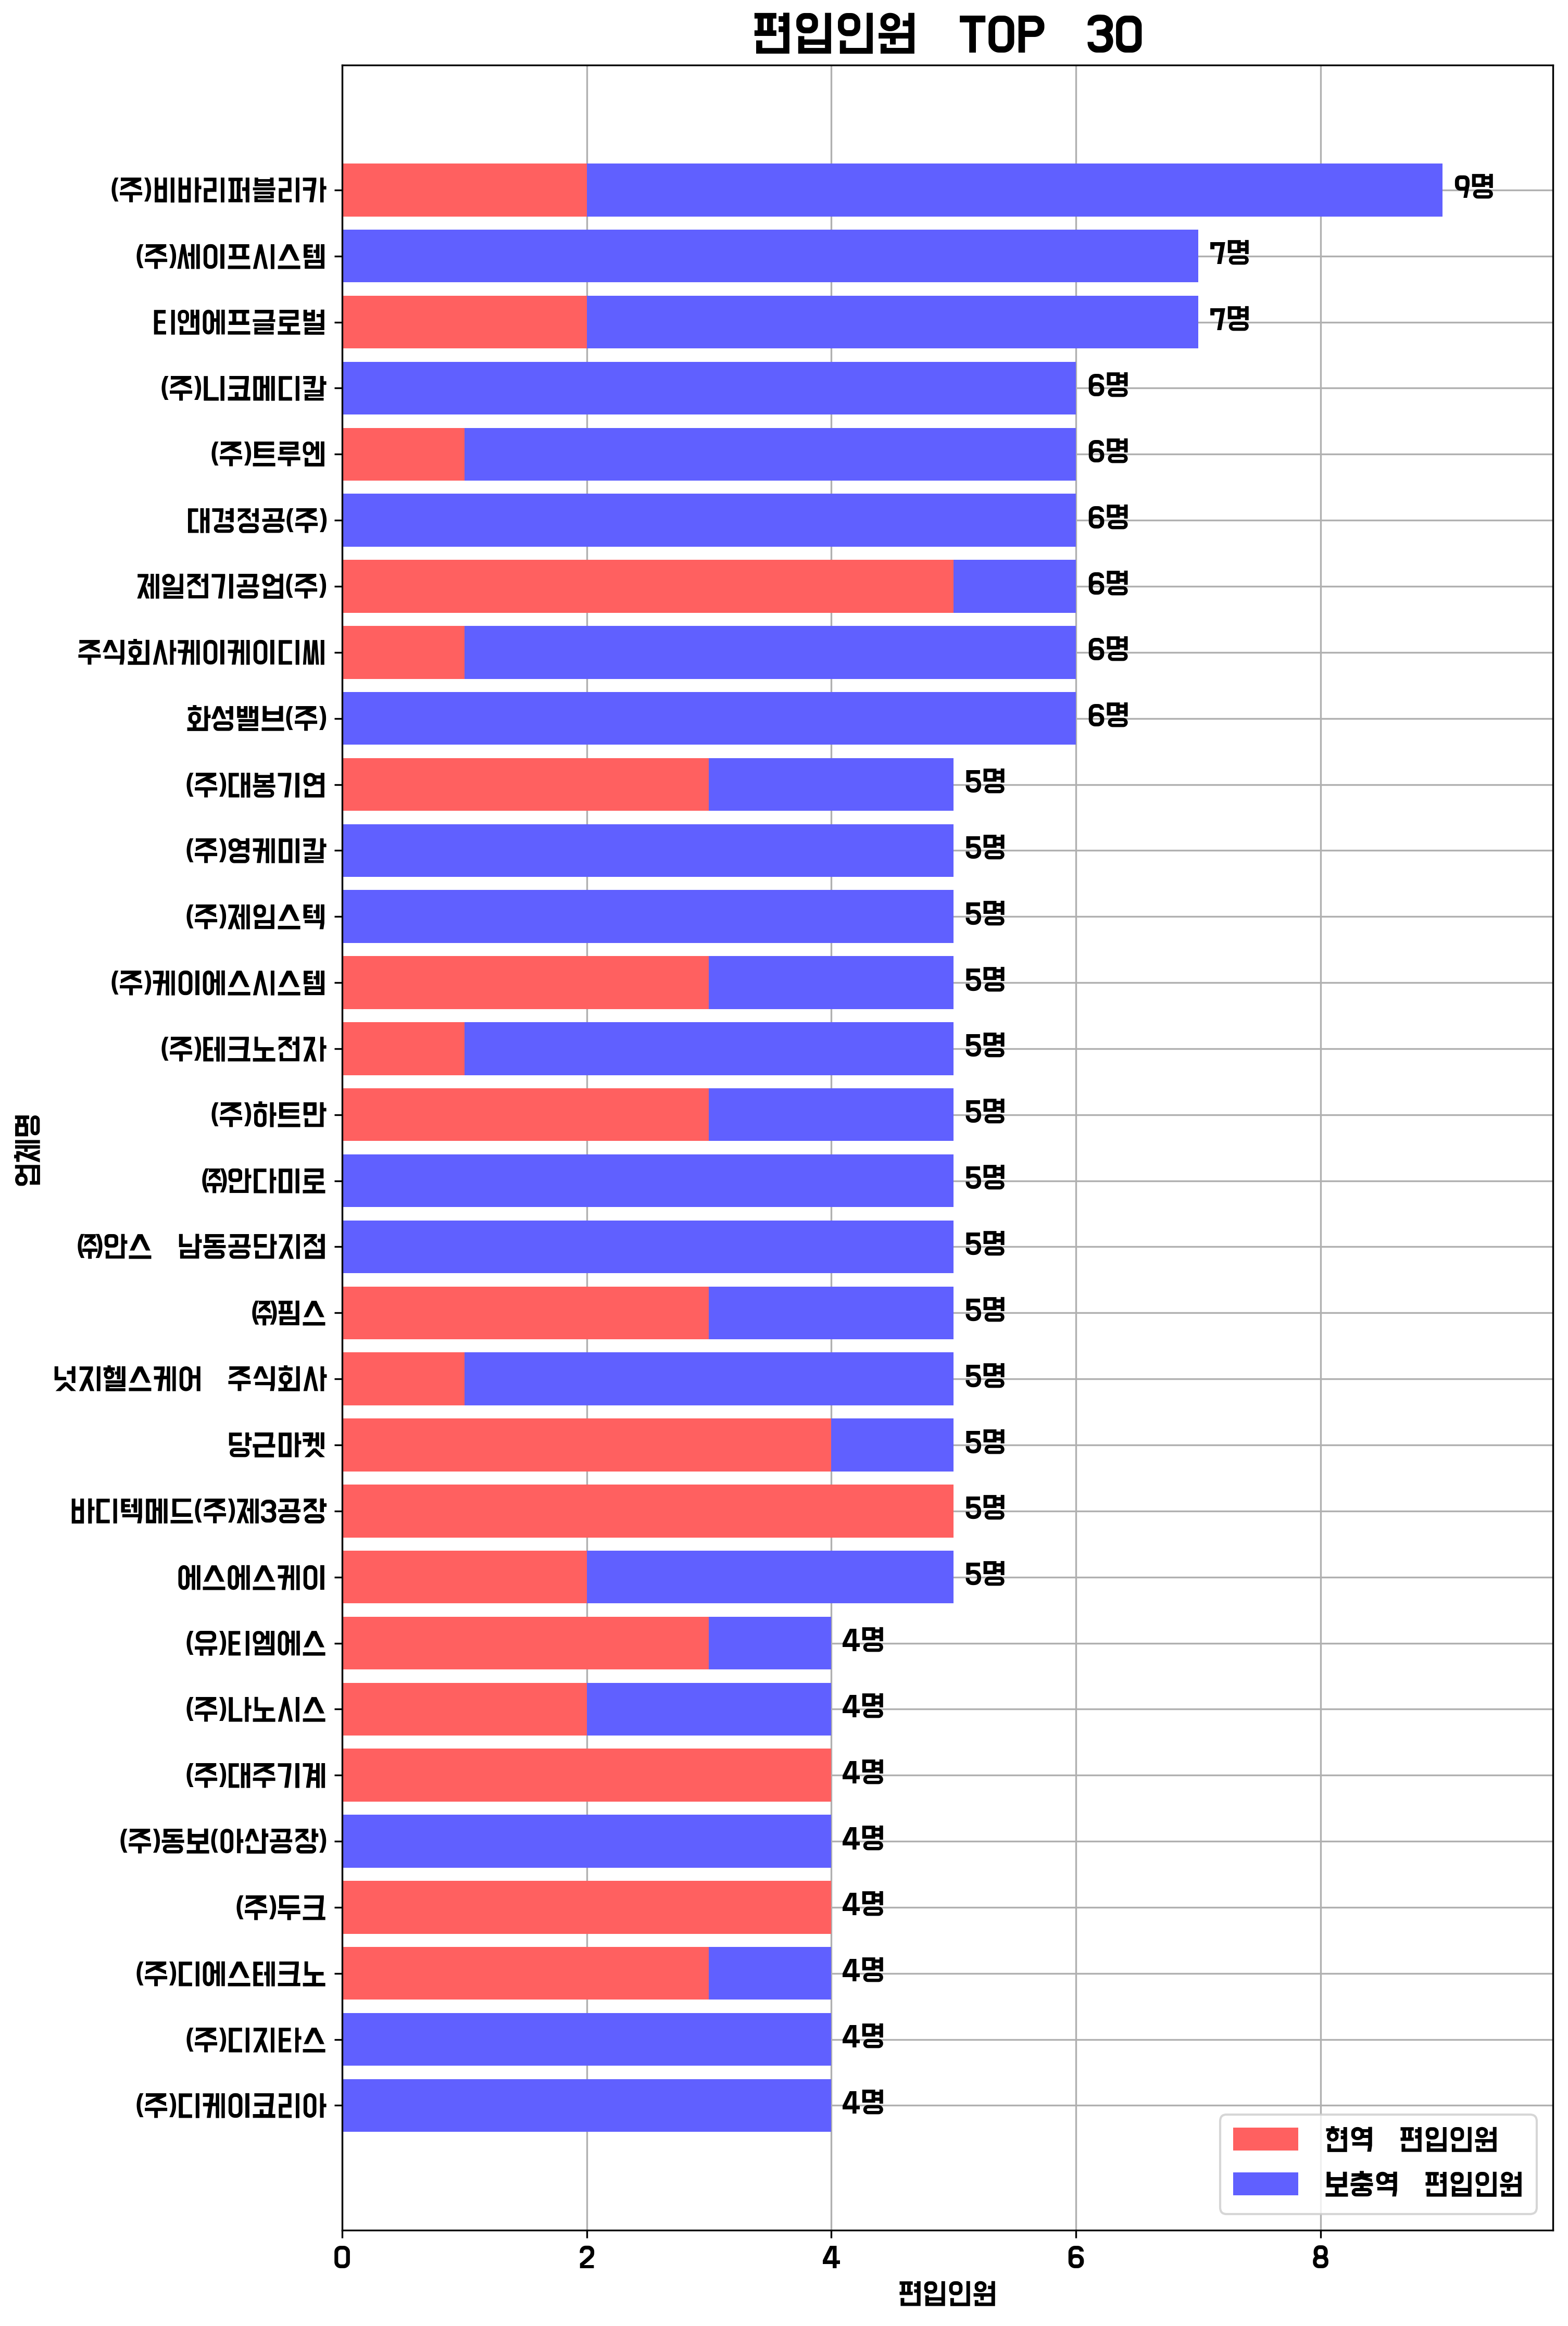 편입인원 TOP 30
(주)비바리퍼블리카 9명
(주)세이프시스템 7명
티앤에프글로벌 7명
(주)니코메디칼 6명
(주)트루엔 6명
대경정공(주) 6명
제일전기공업(주) 6명
주식회사케이케이디씨 6명
화성밸브(주) 6명
(주)대봉기연 5명
(주)영케미칼 5명
(주)제임스텍 5명
(주)케이에스시스템 5명
(주)테크노전자 5명
(주)하트만 5명
㈜안다미로 5명
㈜안스 남동공단지점 5명
㈜핌스 5명
넛지헬스케어 주식회사 5명
당근마켓 5명
바디텍메드(주)제3공장 5명
에스에스케이 5명
(유)티엠에스 4명
(주)나노시스 4명
(주)대주기계 4명
(주)동보(아산공장) 4명
(주)두크 4명
(주)디에스테크노 4명
(주)디지타스 4명
(주)디케이코리아 4명
업체명
현역 편입인원
보충역 편입인원
0 2 4 6 8
편입인원